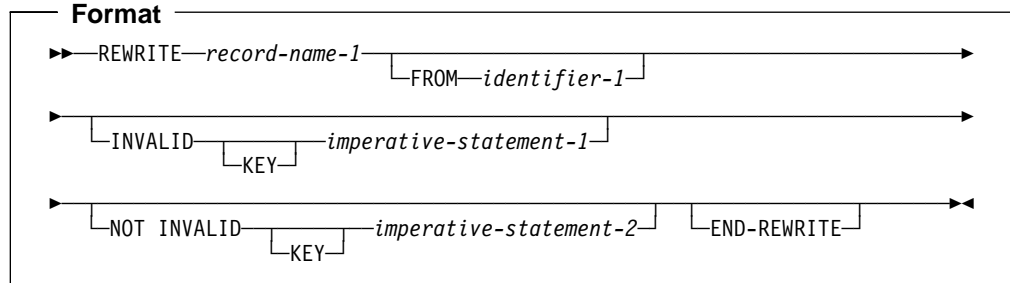 Format
REWRITE record-name-1
FROM identifier-1
INVALID imperative-statement-1
KEY
NOT INVALID imperative-statement-2 END-REWRITE
KEY